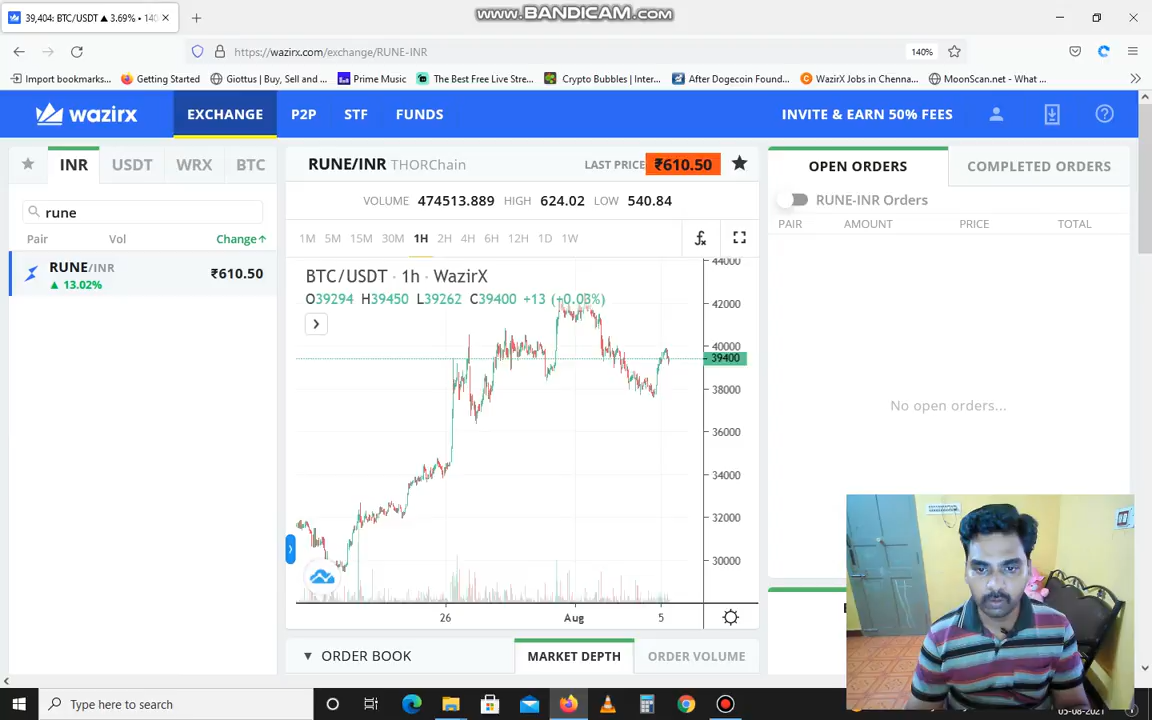 www.BANDICAM.com
39,404: BTC/USDT ▲ 3.69% • 140
https://wazirx.com/exchange/RUNE-INR
140%
Import bookmarks...
Getting Started
Giottus | Buy, Sell and ...
Prime Music
The Best Free Live Stre...
Crypto Bubbles | Inter...
After Dogecoin Found...
WazirX Jobs in Chenna...
MoonScan.net - What ...
wazirx
EXCHANGE
P2P
STF
FUNDS
INVITE & EARN 50% FEES
INR USDT WRX BTC
rune
Pair Vol Change↑
RUNE/INR ₹610.50
▲ 13.02%
RUNE/INR THORChain
LAST PRICE ₹610.50
VOLUME 474513.889 HIGH 624.02 LOW 540.84
1M 5M 15M 30M 1H 2H 4H 6H 12H 1D 1W
BTC/USDT · 1h · WazirX
O39294 H39450 L39262 C39400 +13 (+0.03%)
44000
42000
40000
39400
38000
36000
34000
32000
30000
26 Aug 5
▼ ORDER BOOK
MARKET DEPTH
ORDER VOLUME
OPEN ORDERS
COMPLETED ORDERS
RUNE-INR Orders
PAIR AMOUNT PRICE TOTAL
No open orders...
Type here to search
05-08-2021